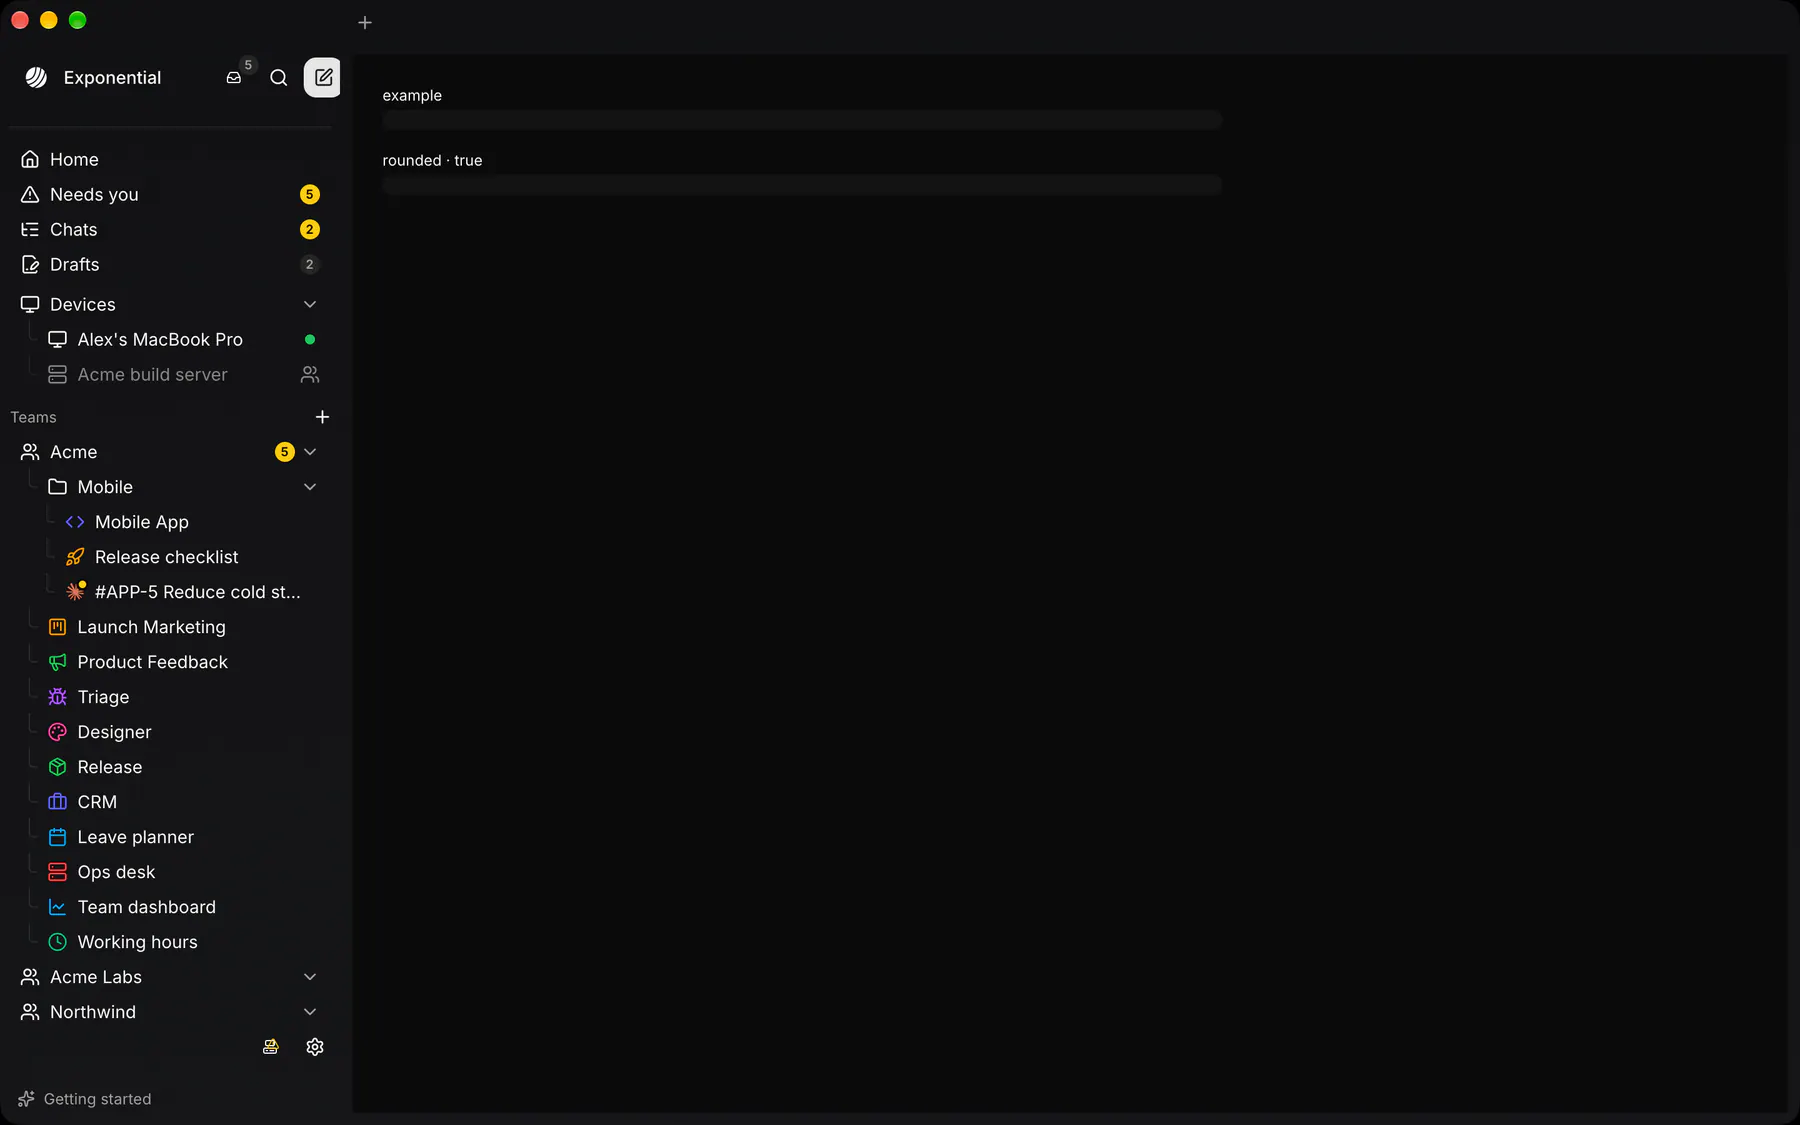 Exponential
5
Home
Needs you
5
Chats
2
Drafts
2
Devices
Alex's MacBook Pro
Acme build server
Teams
Acme
5
Mobile
Mobile App
Release checklist
#APP-5 Reduce cold st...
Launch Marketing
Product Feedback
Triage
Designer
Release
CRM
Leave planner
Ops desk
Team dashboard
Working hours
Acme Labs
Northwind
Getting started
example
rounded · true